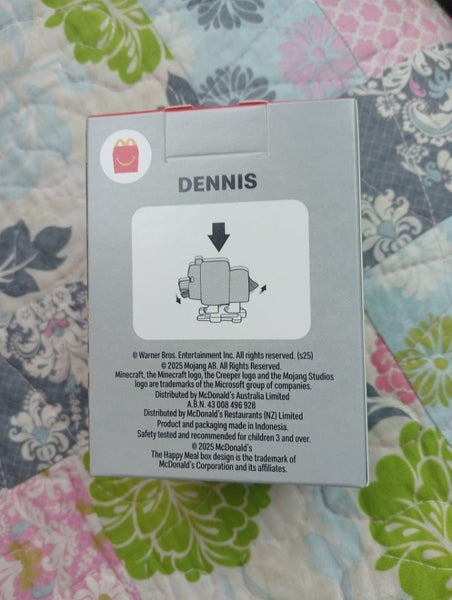 DENNIS
© Warner Bros. Entertainment Inc. All rights reserved. (s25)
© 2025 Mojang AB. All Rights Reserved.
Minecraft, the Minecraft logo, the Creeper logo and the Mojang Studios
logo are trademarks of the Microsoft group of companies.
Distributed by McDonald's Australia Limited
A.B.N. 43 008 496 928
Distributed by McDonald's Restaurants (NZ) Limited
Product and packaging made in Indonesia.
Safety tested and recommended for children 3 and over.
© 2025 McDonald's
The Happy Meal box design is the trademark of
McDonald's Corporation and its affiliates.